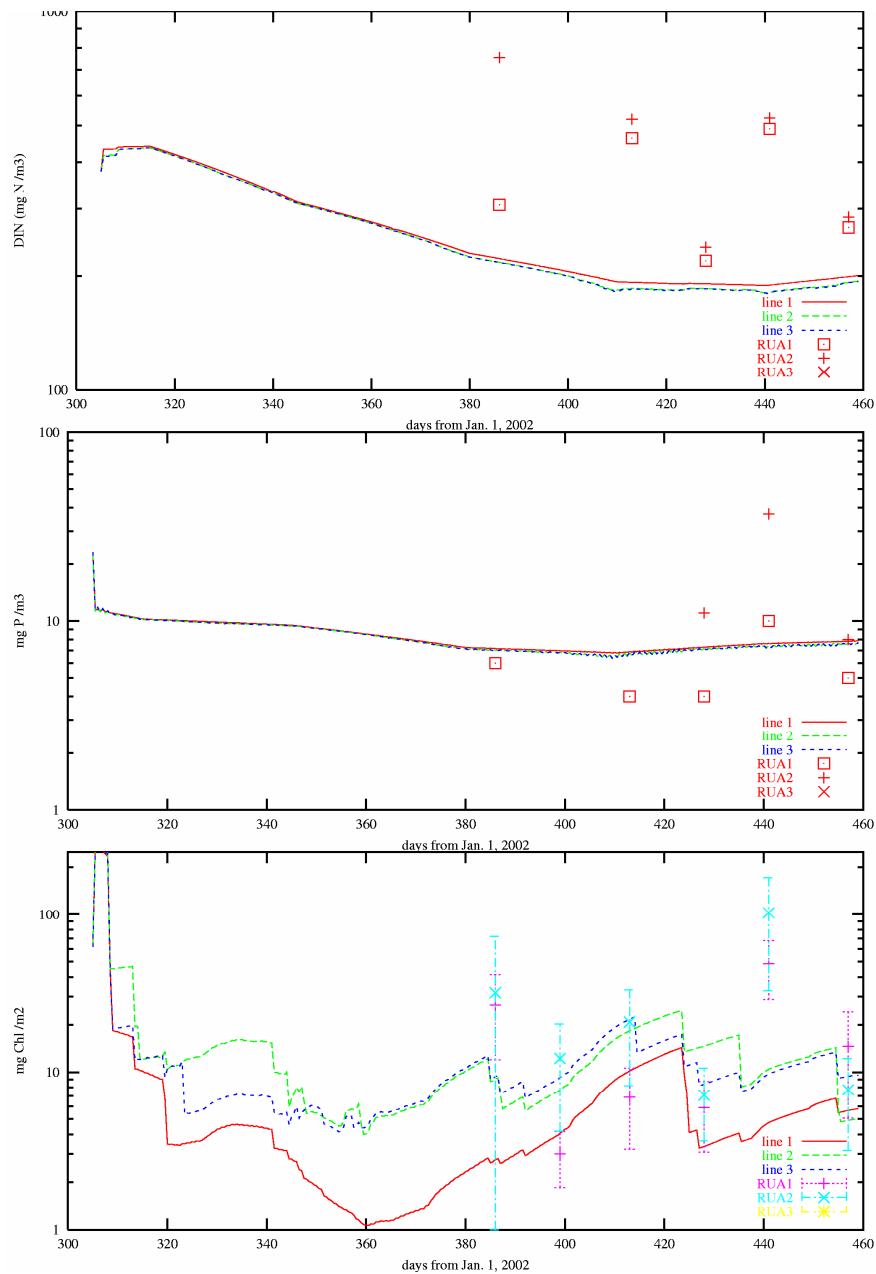 1000
DIN (mg N /m3)
line 1
line 2
line 3
RUA1
RUA2
RUA3
100
300 320 340 360 380 400 420 440 460
days from Jan. 1, 2002
100
mg P /m3
10
line 1
line 2
line 3
RUA1
RUA2
RUA3
1
300 320 340 360 380 400 420 440 460
days from Jan. 1, 2002
100
mg Chl /m2
10
line 1
line 2
line 3
RUA1
RUA2
RUA3
1
300 320 340 360 380 400 420 440 460
days from Jan. 1, 2002